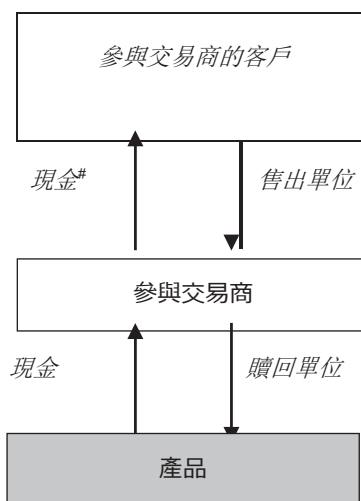 參與交易商的客戶
現金#
售出單位
參與交易商
現金
贖回單位
產品